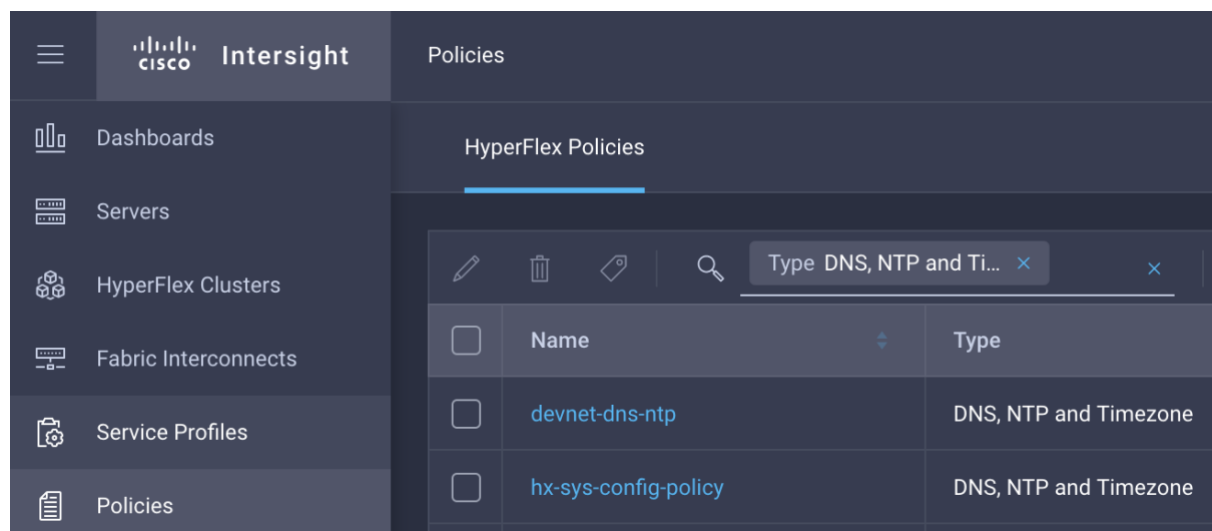 CISCO Intersight
Policies
Dashboards
Servers
HyperFlex Clusters
Fabric Interconnects
Service Profiles
Policies
HyperFlex Policies
Type DNS, NTP and Ti...
Name Type
devnet-dns-ntp DNS, NTP and Timezone
hx-sys-config-policy DNS, NTP and Timezone